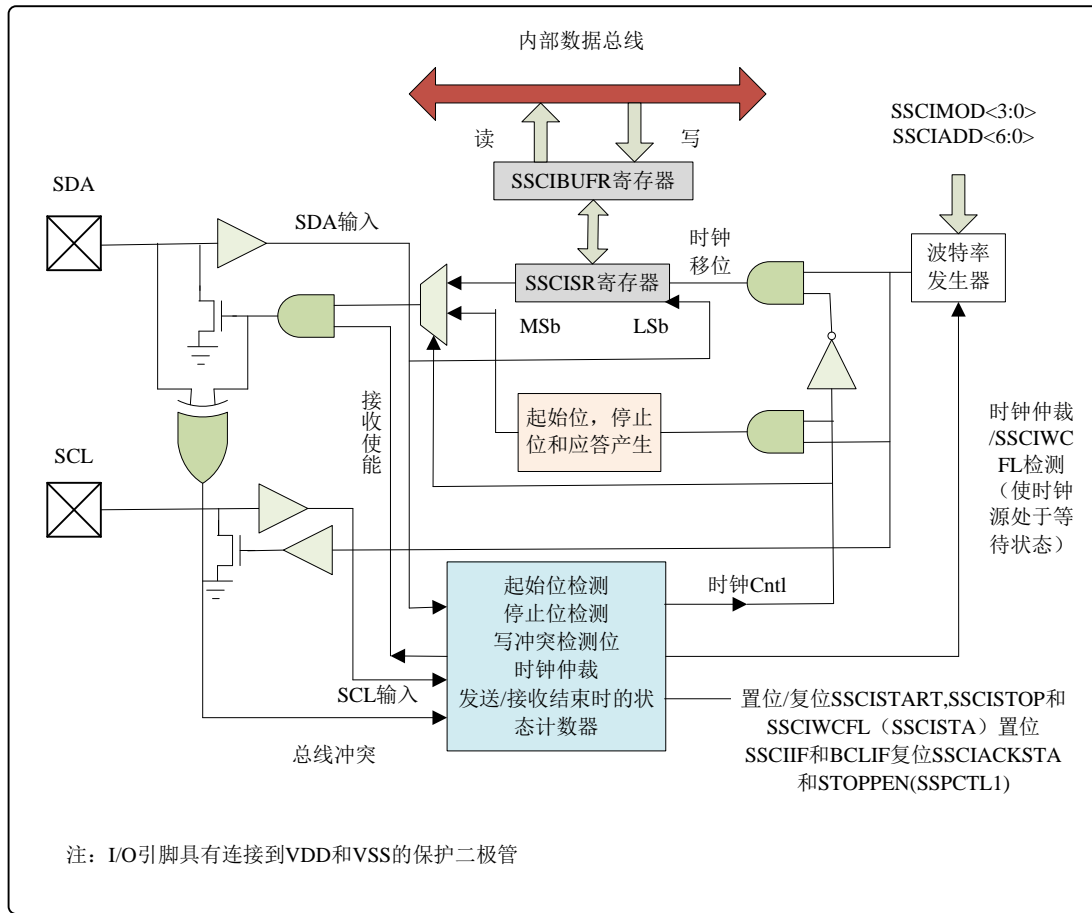 内部数据总线
SSCIMOD<3:0>
SSCIADD<6:0>
读
写
SSCIBUFR寄存器
SDA
SDA输入
时钟
移位
波特率
发生器
SSCISR寄存器
MSb
LSb
接收使能
起始位，停止
位和应答产生
时钟仲裁
/SSCIWC
FL检测
（使时钟
源处于等
待状态）
SCL
起始位检测
停止位检测
写冲突检测位
时钟仲裁
发送/接收结束时的状
态计数器
时钟Cntl
SCL输入
总线冲突
置位/复位SSCISTART,SSCISTOP和
SSCIWCFL（SSCISTA）置位
SSCIIF和BCLIF复位SSCIACKSTA
和STOPPEN(SSPCTL1)
注：I/O引脚具有连接到VDD和VSS的保护二极管